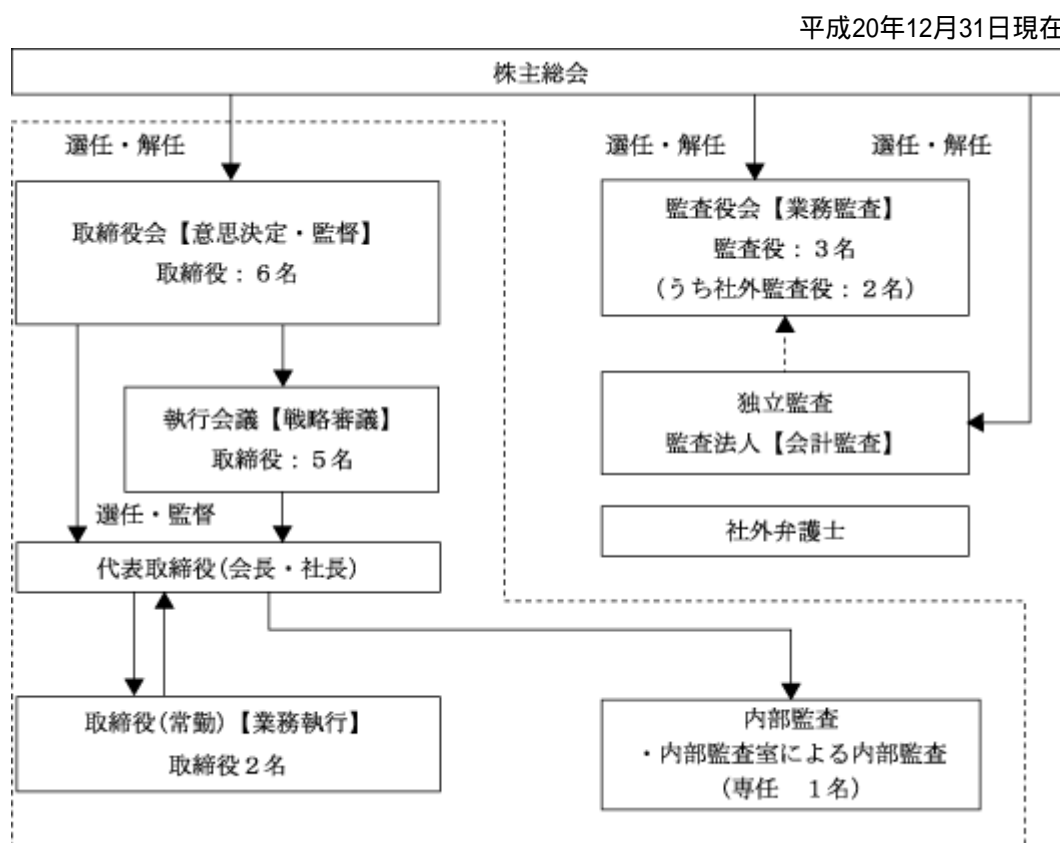 平成20年12月31日現在
株主総会
選任・解任
選任・解任
選任・解任
取締役会【意思決定・監督】
取締役：６名
監査役会【業務監査】
監査役：３名
(うち社外監査役：２名)
執行会議【戦略審議】
取締役：５名
独立監査
監査法人【会計監査】
選任・監督
社外弁護士
代表取締役(会長・社長)
取締役(常勤)【業務執行】
取締役２名
内部監査
・内部監査室による内部監査
(専任　１名)